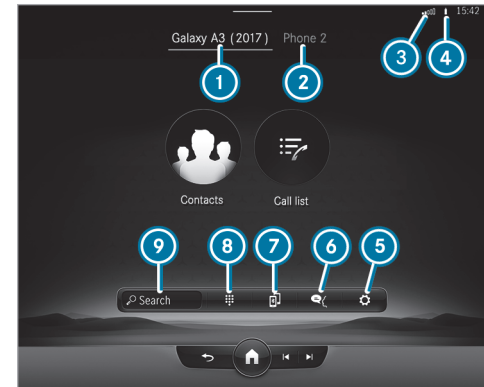 15:42
Galaxy A3 (2017) Phone 2
3 4
1 2
Contacts Call list
9 8 7 6 5
Search